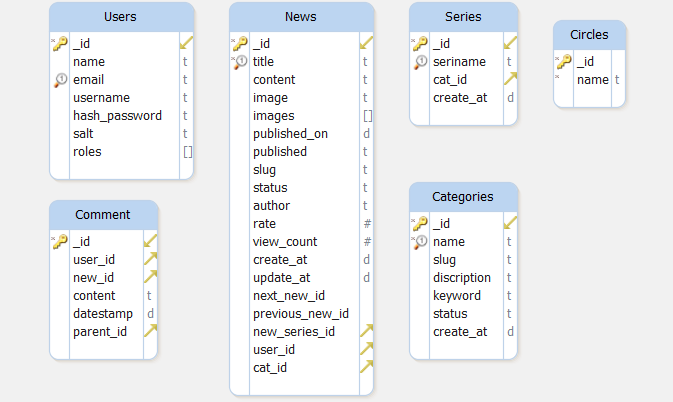 Users
_id
name t
email t
username t
hash_password t
salt t
roles []
News
_id
title t
content t
image t
images []
published_on d
published t
slug t
status t
author t
rate #
view_count #
create_at d
update_at d
next_new_id
previous_new_id
new_series_id
user_id
cat_id
Series
_id
seriname t
cat_id
create_at d
Circles
* _id
* name t
Comment
_id
user_id
new_id
content t
datestamp d
parent_id
Categories
_id
name t
slug t
discription t
keyword t
status t
create_at d